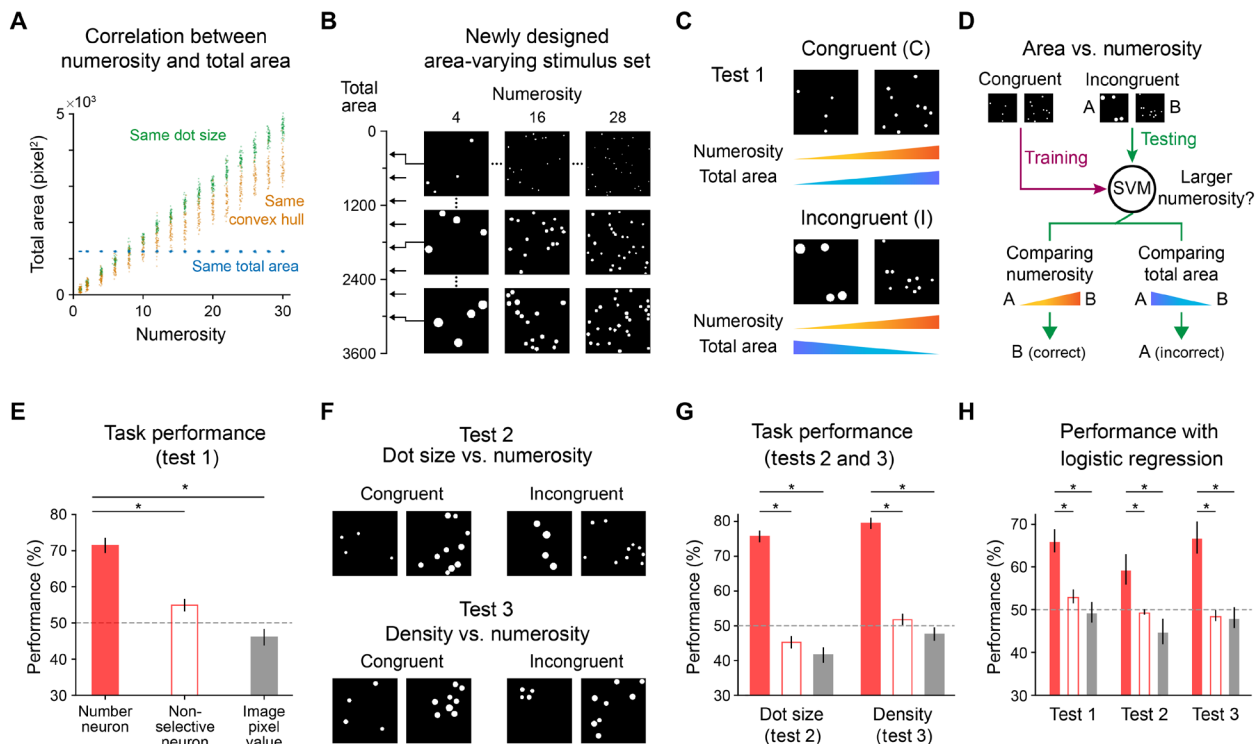 A
Correlation between
numerosity and total area
×10³
5
0
Total area (pixel²)
Same dot size
Same
convex hull
Same total area
0
10
20
30
Numerosity
B
Newly designed
area-varying stimulus set
Total
area
Numerosity
4
16
28
0
1200
2400
3600
C
Congruent (C)
Test 1
Numerosity
Total area
Incongruent (I)
Numerosity
Total area
D
Area vs. numerosity
Congruent
Incongruent
A
B
Training
Testing
SVM
Larger
numerosity?
Comparing
numerosity
Comparing
total area
A
B
A
B
B (correct)
A (incorrect)
E
Task performance
(test 1)
*
*
Performance (%)
80
70
60
50
40
30
Number
neuron
Non-
selective
neuron
Image
pixel
value
F
Test 2
Dot size vs. numerosity
Congruent
Incongruent
Test 3
Density vs. numerosity
Congruent
Incongruent
G
Task performance
(tests 2 and 3)
*
*
*
*
Performance (%)
80
70
60
50
40
30
Dot size
(test 2)
Density
(test 3)
H
Performance with
logistic regression
*
*
*
*
*
*
Performance (%)
70
60
50
40
30
Test 1
Test 2
Test 3